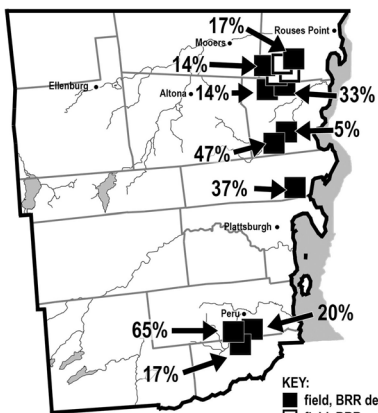 17%
Rouses Point
Mooers
14%
Ellenburg
Altona
14%
33%
5%
47%
37%
Plattsburgh
Peru
20%
65%
17%
KEY:
field, BRR de